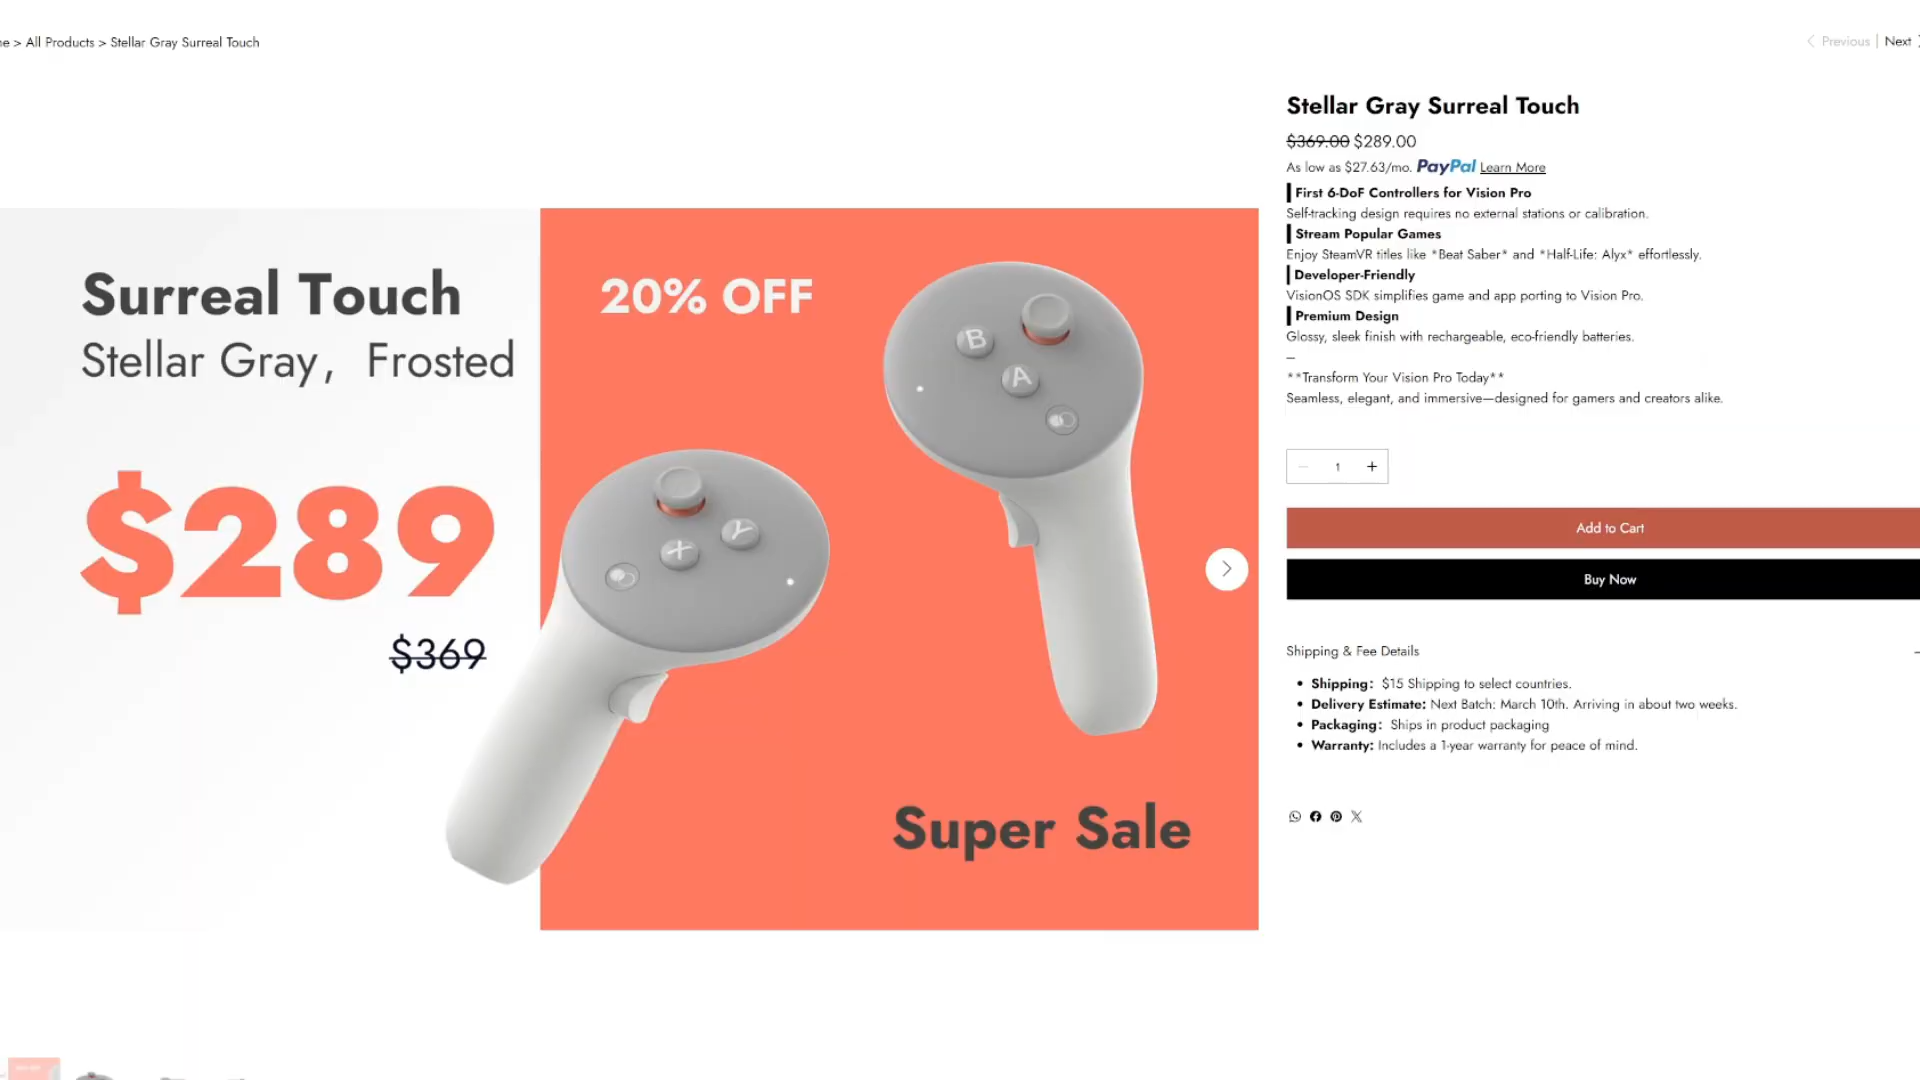 ne > All Products > Stellar Gray Surreal Touch
Previous | Next
Surreal Touch
Stellar Gray, Frosted
$289
$369
20% OFF
B
A
X
Y
Super Sale
Stellar Gray Surreal Touch
$369.00 $289.00
As low as $27.63/mo. PayPal Learn More
First 6-DoF Controllers for Vision Pro
Self-tracking design requires no external stations or calibration.
Stream Popular Games
Enjoy SteamVR titles like *Beat Saber* and *Half-Life: Alyx* effortlessly.
Developer-Friendly
VisionOS SDK simplifies game and app porting to Vision Pro.
Premium Design
Glossy, sleek finish with rechargeable, eco-friendly batteries.
—
**Transform Your Vision Pro Today**
Seamless, elegant, and immersive—designed for gamers and creators alike.
− 1 +
Add to Cart
Buy Now
Shipping & Fee Details
• Shipping: $15 Shipping to select countries.
• Delivery Estimate: Next Batch: March 10th. Arriving in about two weeks.
• Packaging: Ships in product packaging
• Warranty: Includes a 1-year warranty for peace of mind.